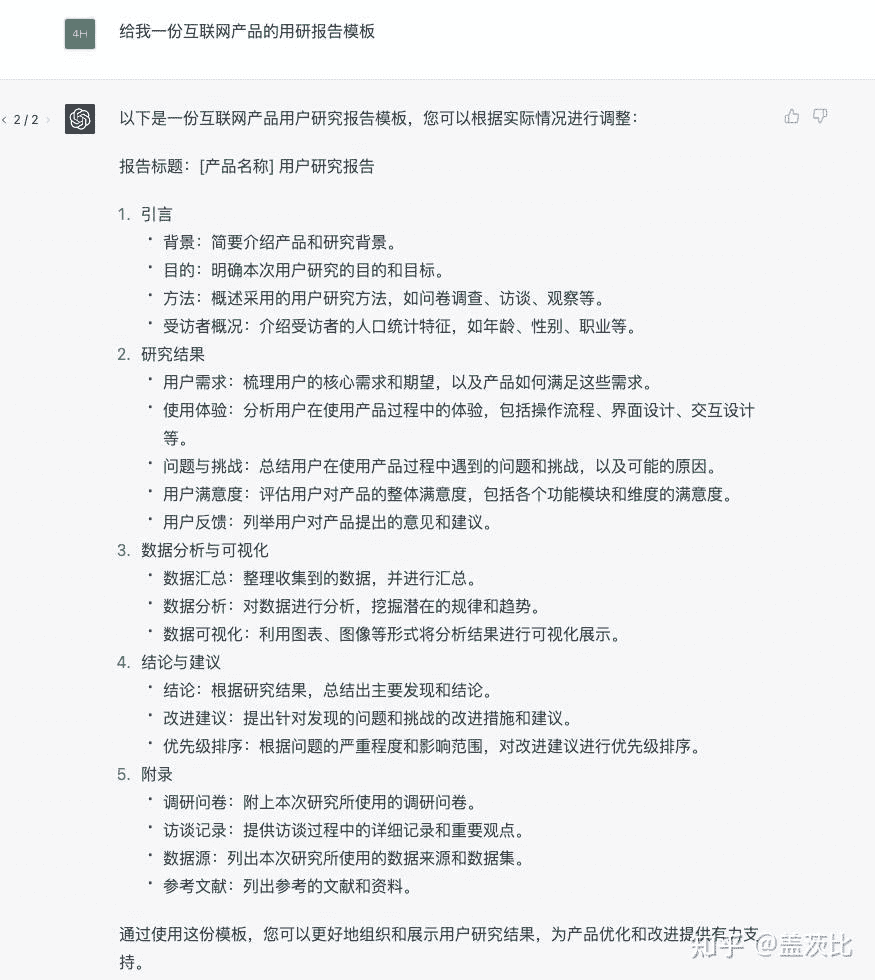 4H
给我一份互联网产品的用研报告模板
< 2 / 2 >
以下是一份互联网产品用户研究报告模板，您可以根据实际情况进行调整：
报告标题：[产品名称] 用户研究报告
1. 引言
• 背景：简要介绍产品和研究背景。
• 目的：明确本次用户研究的目的和目标。
• 方法：概述采用的用户研究方法，如问卷调查、访谈、观察等。
• 受访者概况：介绍受访者的人口统计特征，如年龄、性别、职业等。
2. 研究结果
• 用户需求：梳理用户的核心需求和期望，以及产品如何满足这些需求。
• 使用体验：分析用户在使用产品过程中的体验，包括操作流程、界面设计、交互设计
等。
• 问题与挑战：总结用户在使用产品过程中遇到的问题和挑战，以及可能的原因。
• 用户满意度：评估用户对产品的整体满意度，包括各个功能模块和维度的满意度。
• 用户反馈：列举用户对产品提出的意见和建议。
3. 数据分析与可视化
• 数据汇总：整理收集到的数据，并进行汇总。
• 数据分析：对数据进行分析，挖掘潜在的规律和趋势。
• 数据可视化：利用图表、图像等形式将分析结果进行可视化展示。
4. 结论与建议
• 结论：根据研究结果，总结出主要发现和结论。
• 改进建议：提出针对发现的问题和挑战的改进措施和建议。
• 优先级排序：根据问题的严重程度和影响范围，对改进建议进行优先级排序。
5. 附录
• 调研问卷：附上本次研究所使用的调研问卷。
• 访谈记录：提供访谈过程中的详细记录和重要观点。
• 数据源：列出本次研究所使用的数据来源和数据集。
• 参考文献：列出参考的文献和资料。
通过使用这份模板，您可以更好地组织和展示用户研究结果，为产品优化和改进提供有力支
持。
知乎 @盖茨比